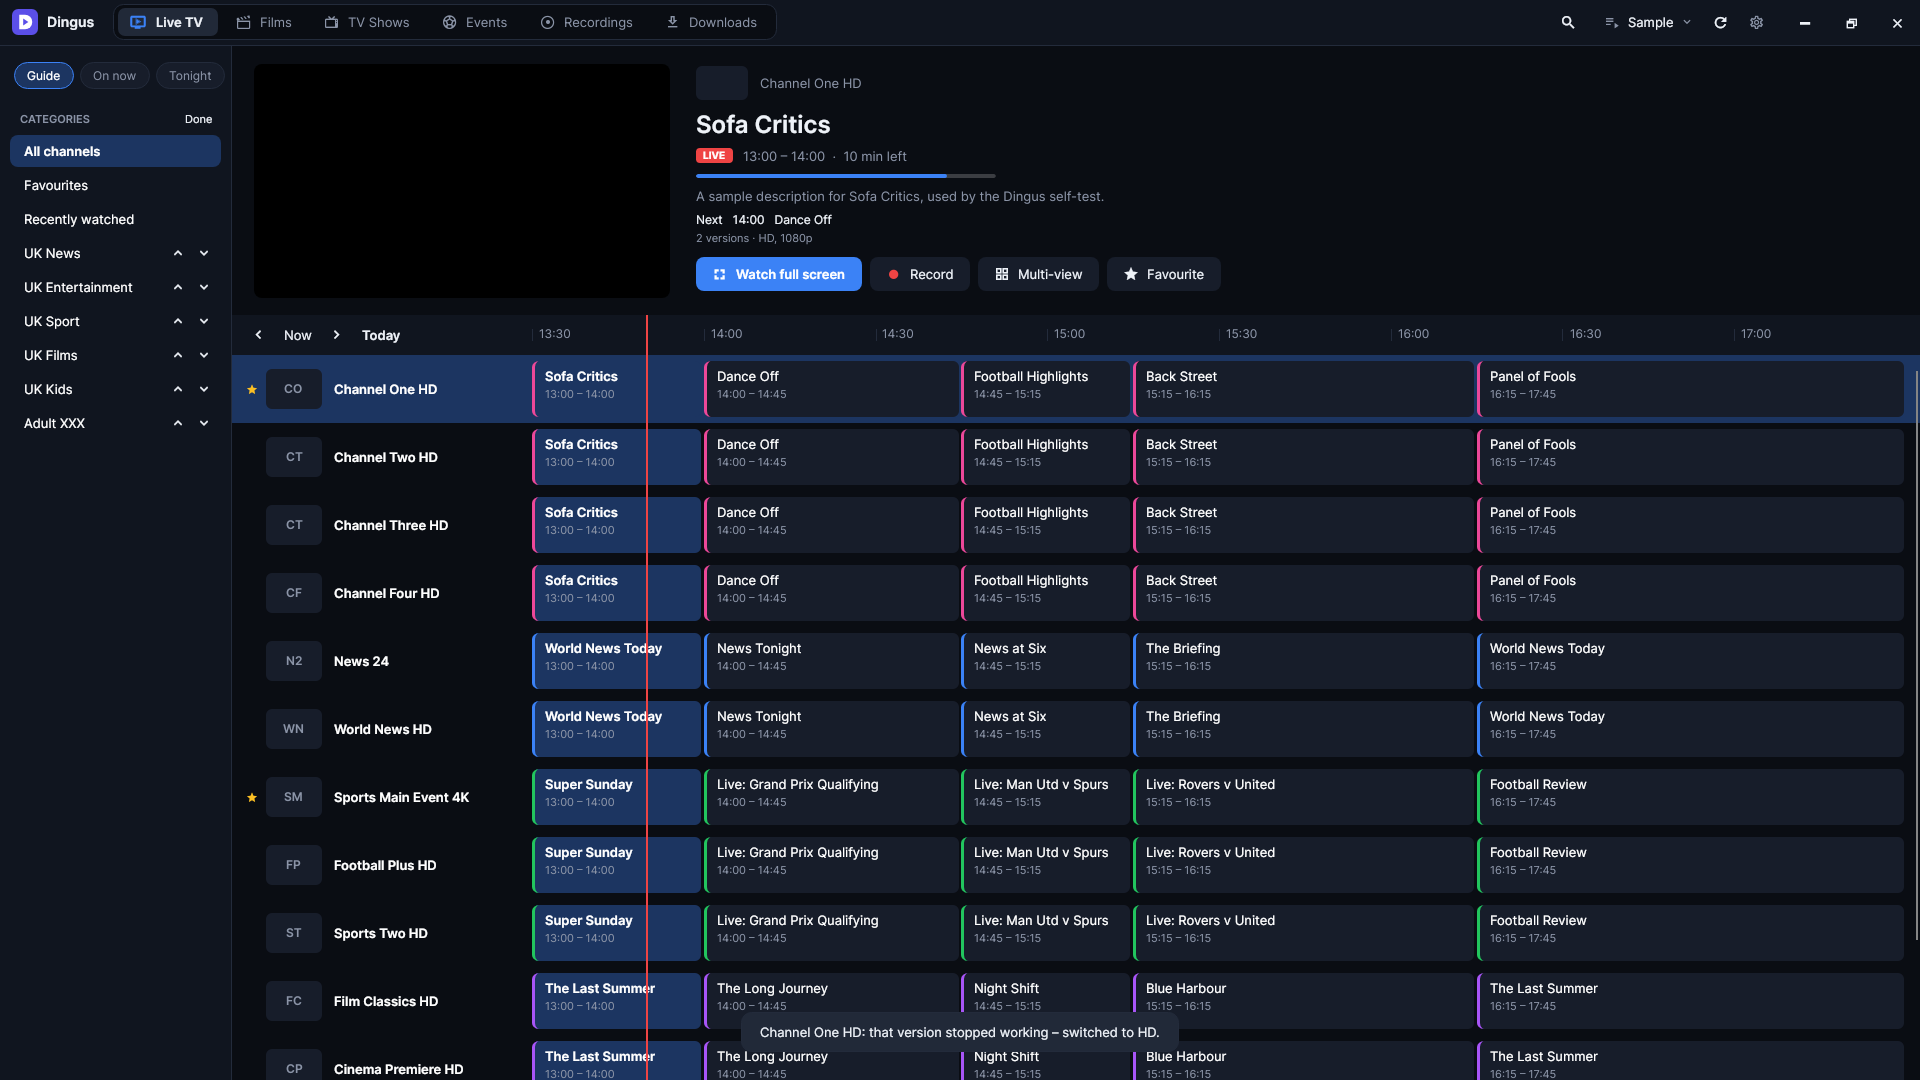 Dingus
Live TV
Films
TV Shows
Events
Recordings
Downloads
Sample
Guide
On now
Tonight
CATEGORIES
Done
All channels
Favourites
Recently watched
UK News
UK Entertainment
UK Sport
UK Films
UK Kids
Adult XXX
Channel One HD
Sofa Critics
LIVE 13:00 – 14:00 · 10 min left
A sample description for Sofa Critics, used by the Dingus self-test.
Next 14:00 Dance Off
2 versions · HD, 1080p
Watch full screen
Record
Multi-view
Favourite
Now
Today
13:30
14:00
14:30
15:00
15:30
16:00
16:30
17:00
CO
Channel One HD
Sofa Critics
13:00 – 14:00
Dance Off
14:00 – 14:45
Football Highlights
14:45 – 15:15
Back Street
15:15 – 16:15
Panel of Fools
16:15 – 17:45
CT
Channel Two HD
Sofa Critics
13:00 – 14:00
Dance Off
14:00 – 14:45
Football Highlights
14:45 – 15:15
Back Street
15:15 – 16:15
Panel of Fools
16:15 – 17:45
CT
Channel Three HD
Sofa Critics
13:00 – 14:00
Dance Off
14:00 – 14:45
Football Highlights
14:45 – 15:15
Back Street
15:15 – 16:15
Panel of Fools
16:15 – 17:45
CF
Channel Four HD
Sofa Critics
13:00 – 14:00
Dance Off
14:00 – 14:45
Football Highlights
14:45 – 15:15
Back Street
15:15 – 16:15
Panel of Fools
16:15 – 17:45
N2
News 24
World News Today
13:00 – 14:00
News Tonight
14:00 – 14:45
News at Six
14:45 – 15:15
The Briefing
15:15 – 16:15
World News Today
16:15 – 17:45
WN
World News HD
World News Today
13:00 – 14:00
News Tonight
14:00 – 14:45
News at Six
14:45 – 15:15
The Briefing
15:15 – 16:15
World News Today
16:15 – 17:45
SM
Sports Main Event 4K
Super Sunday
13:00 – 14:00
Live: Grand Prix Qualifying
14:00 – 14:45
Live: Man Utd v Spurs
14:45 – 15:15
Live: Rovers v United
15:15 – 16:15
Football Review
16:15 – 17:45
FP
Football Plus HD
Super Sunday
13:00 – 14:00
Live: Grand Prix Qualifying
14:00 – 14:45
Live: Man Utd v Spurs
14:45 – 15:15
Live: Rovers v United
15:15 – 16:15
Football Review
16:15 – 17:45
ST
Sports Two HD
Super Sunday
13:00 – 14:00
Live: Grand Prix Qualifying
14:00 – 14:45
Live: Man Utd v Spurs
14:45 – 15:15
Live: Rovers v United
15:15 – 16:15
Football Review
16:15 – 17:45
FC
Film Classics HD
The Last Summer
13:00 – 14:00
The Long Journey
14:00 – 14:45
Night Shift
14:45 – 15:15
Blue Harbour
15:15 – 16:15
The Last Summer
16:15 – 17:45
Channel One HD: that version stopped working – switched to HD.
CP
Cinema Premiere HD
The Last Summer
13:00 – 14:00
The Long Journey
14:00 – 14:45
Night Shift
14:45 – 15:15
Blue Harbour
15:15 – 16:15
The Last Summer
16:15 – 17:45